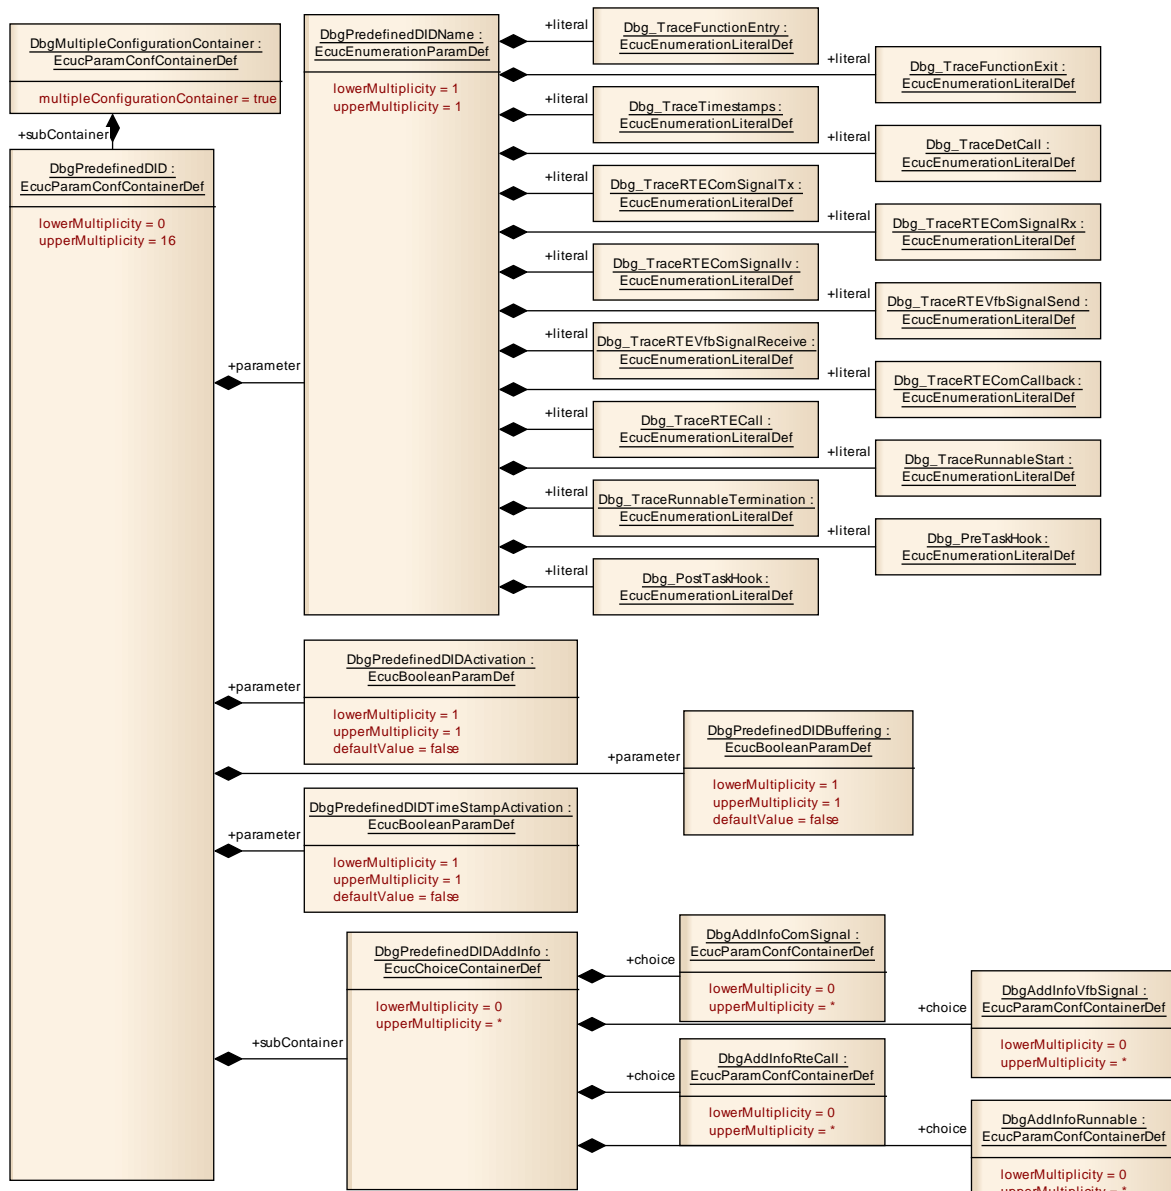 DbgMultipleConfigurationContainer :
EcucParamConfContainerDef
multipleConfigurationContainer = true
+subContainer
DbgPredefinedDID :
EcucParamConfContainerDef
lowerMultiplicity = 0
upperMultiplicity = 16
+parameter
DbgPredefinedDIDName :
EcucEnumerationParamDef
lowerMultiplicity = 1
upperMultiplicity = 1
+literal
Dbg_TraceFunctionEntry :
EcucEnumerationLiteralDef
+literal
Dbg_TraceFunctionExit :
EcucEnumerationLiteralDef
+literal
Dbg_TraceTimestamps :
EcucEnumerationLiteralDef
+literal
Dbg_TraceDetCall :
EcucEnumerationLiteralDef
+literal
Dbg_TraceRTEComSignalTx :
EcucEnumerationLiteralDef
+literal
Dbg_TraceRTEComSignalRx :
EcucEnumerationLiteralDef
+literal
Dbg_TraceRTEComSignalIv :
EcucEnumerationLiteralDef
+literal
Dbg_TraceRTEVfbSignalSend :
EcucEnumerationLiteralDef
+literal
Dbg_TraceRTEVfbSignalReceive :
EcucEnumerationLiteralDef
+literal
Dbg_TraceRTEComCallback :
EcucEnumerationLiteralDef
+literal
Dbg_TraceRTECall :
EcucEnumerationLiteralDef
+literal
Dbg_TraceRunnableStart :
EcucEnumerationLiteralDef
+literal
Dbg_TraceRunnableTermination :
EcucEnumerationLiteralDef
+literal
Dbg_PreTaskHook :
EcucEnumerationLiteralDef
+literal
Dbg_PostTaskHook :
EcucEnumerationLiteralDef
+parameter
DbgPredefinedDIDActivation :
EcucBooleanParamDef
lowerMultiplicity = 1
upperMultiplicity = 1
defaultValue = false
+parameter
DbgPredefinedDIDBuffering :
EcucBooleanParamDef
lowerMultiplicity = 1
upperMultiplicity = 1
defaultValue = false
+parameter
DbgPredefinedDIDTimeStampActivation :
EcucBooleanParamDef
lowerMultiplicity = 1
upperMultiplicity = 1
defaultValue = false
+subContainer
DbgPredefinedDIDAddInfo :
EcucChoiceContainerDef
lowerMultiplicity = 0
upperMultiplicity = *
+choice
DbgAddInfoComSignal :
EcucParamConfContainerDef
lowerMultiplicity = 0
upperMultiplicity = *
+choice
DbgAddInfoVfbSignal :
EcucParamConfContainerDef
lowerMultiplicity = 0
upperMultiplicity = *
+choice
DbgAddInfoRteCall :
EcucParamConfContainerDef
lowerMultiplicity = 0
upperMultiplicity = *
+choice
DbgAddInfoRunnable :
EcucParamConfContainerDef
lowerMultiplicity = 0
upperMultiplicity = *